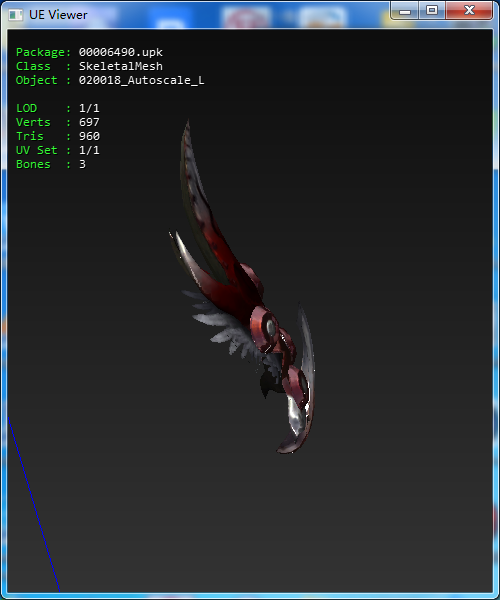 UE Viewer
Package: 00006490.upk
Class  : SkeletalMesh
Object : 020018_Autoscale_L
LOD    : 1/1
Verts  : 697
Tris   : 960
UV Set : 1/1
Bones  : 3